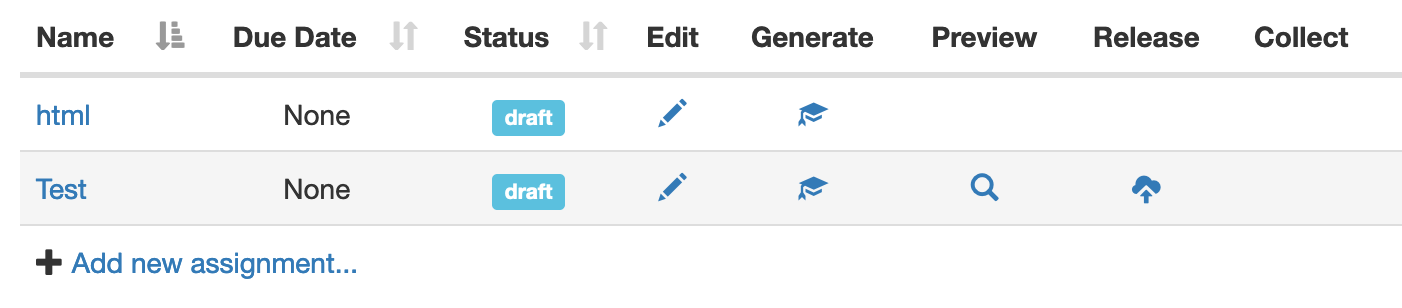 Name Due Date Status Edit Generate Preview Release Collect
html None draft
Test None draft
Add new assignment...